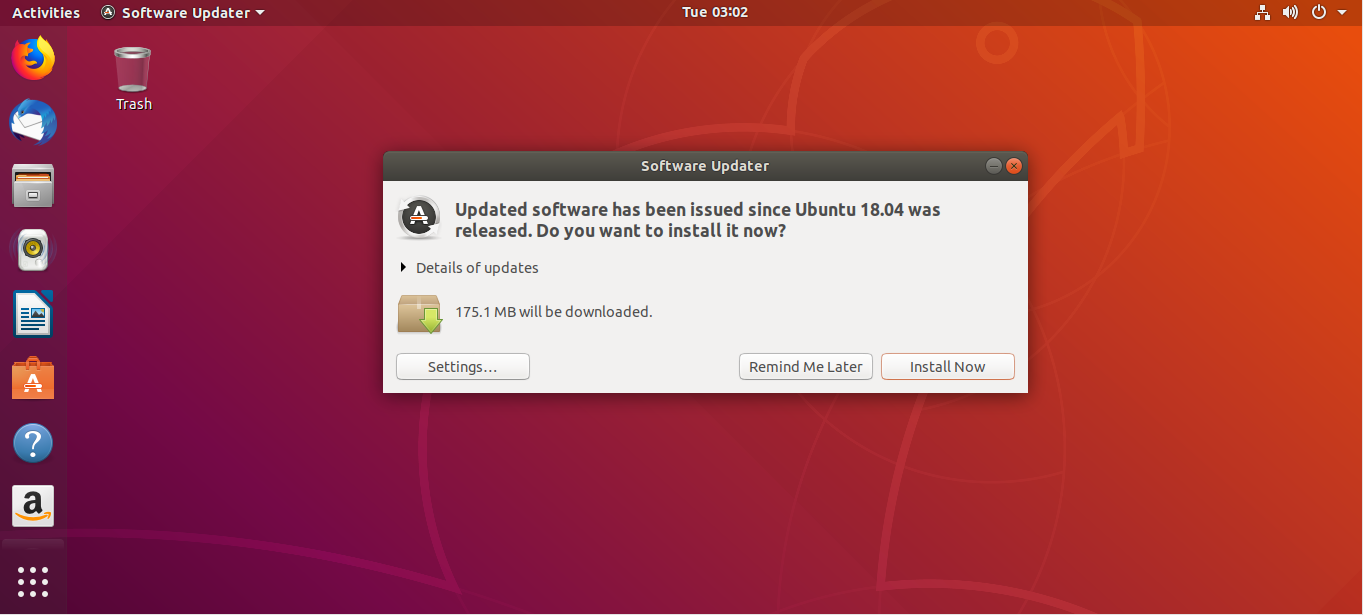 Activities
Software Updater
Tue 03:02
Trash
Software Updater
Updated software has been issued since Ubuntu 18.04 was
released. Do you want to install it now?
Details of updates
175.1 MB will be downloaded.
Settings…
Remind Me Later
Install Now
?
a